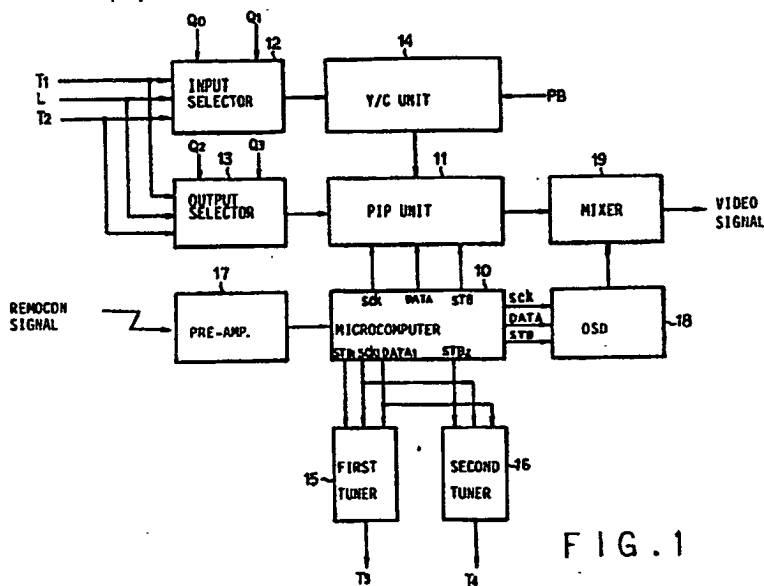 Q0 Q1
12
14
T1
L
T2
INPUT
SELECTOR
Y/C UNIT
PB
Q2 13 Q3
11
19
OUTPUT
SELECTOR
PIP UNIT
MIXER
VIDEO
SIGNAL
17
SCK DATA STB
10
REMOCON
SIGNAL
PRE-AMP.
MICROCOMPUTER
SCK
DATA
STB
OSD
18
STB1 SCK1 DATA1 STB2
15
FIRST
TUNER
SECOND
TUNER
16
T3
T4
FIG.1